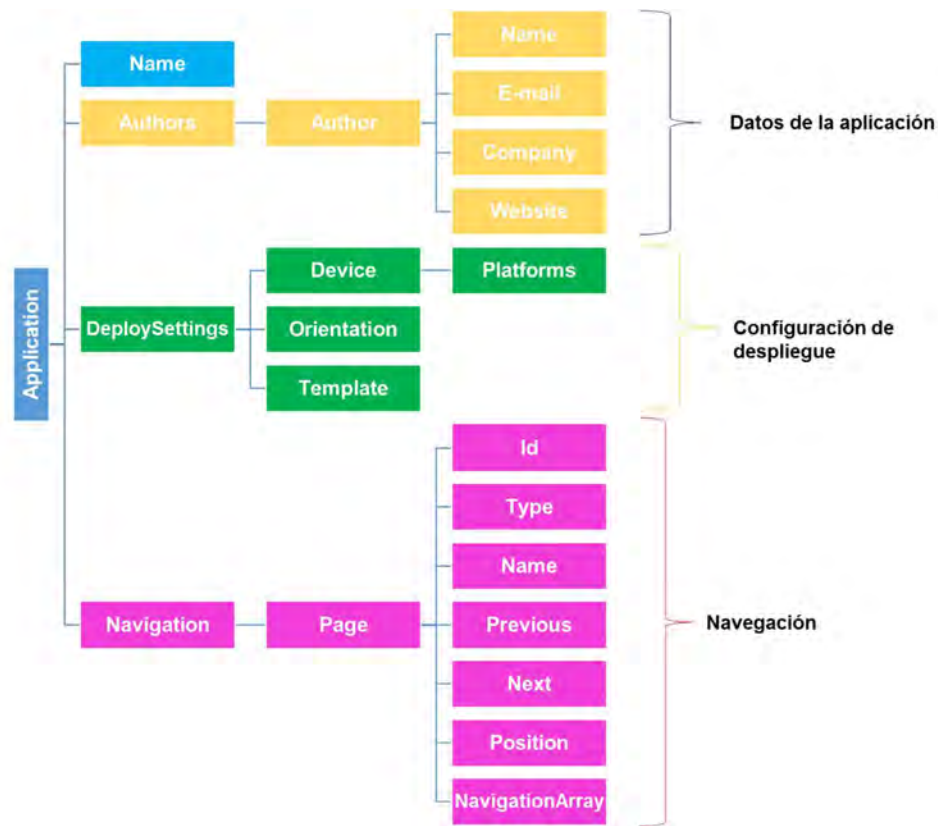 Application
Name
Authors
Author
Name
E-mail
Company
Website
Datos de la aplicación
DeploySettings
Device
Platforms
Orientation
Template
Configuración de
despliegue
Navigation
Page
Id
Type
Name
Previous
Next
Position
NavigationArray
Navegación